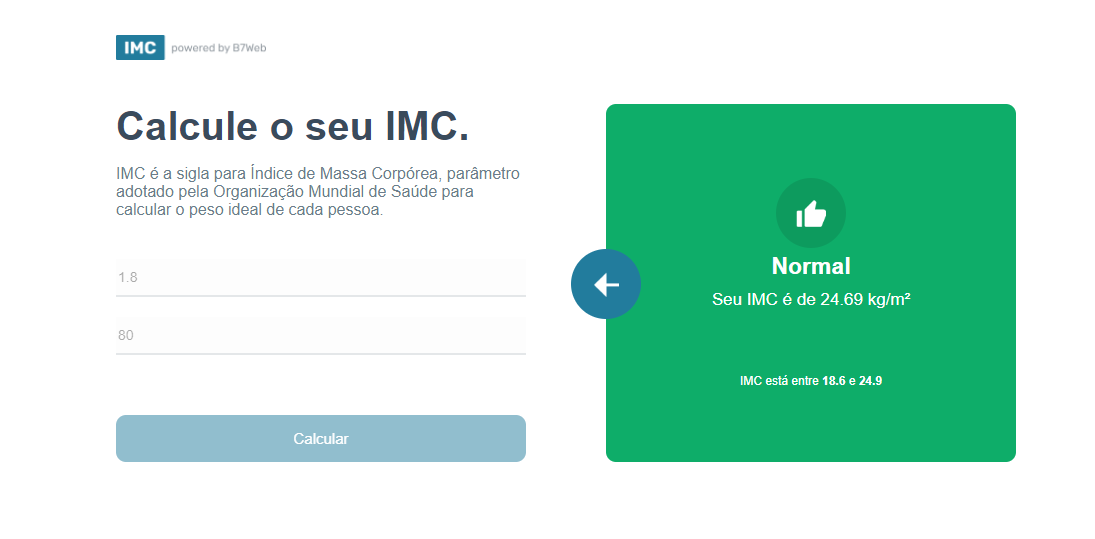 IMC powered by B7Web
Calcule o seu IMC.
IMC é a sigla para Índice de Massa Corpórea, parâmetro
adotado pela Organização Mundial de Saúde para
calcular o peso ideal de cada pessoa.
1.8
80
Calcular
Normal
Seu IMC é de 24.69 kg/m²
IMC está entre 18.6 e 24.9